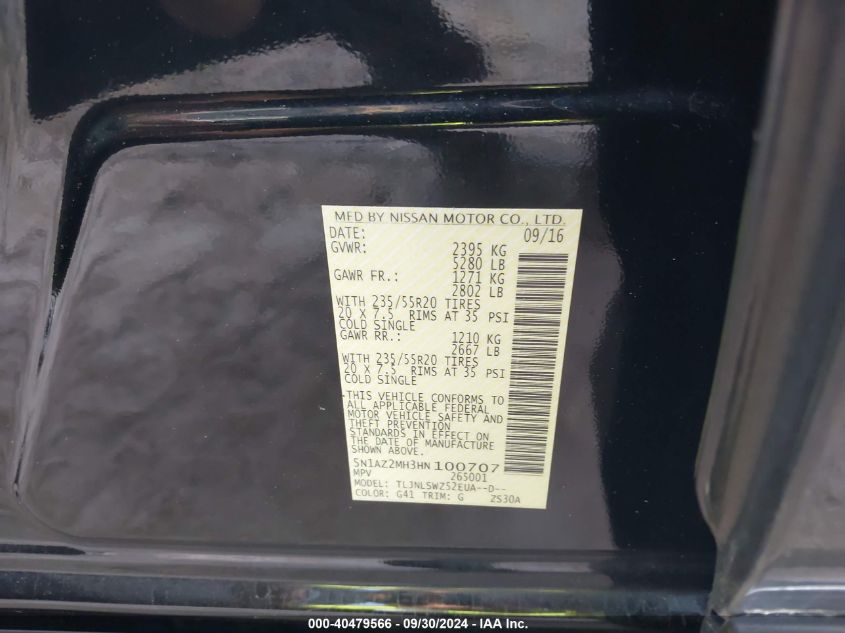 MFD BY NISSAN MOTOR CO., LTD.
DATE: 09/16
GVWR: 2395 KG
5280 LB
GAWR FR.: 1271 KG
2802 LB
WITH 235/55R20 TIRES
20 X 7.5 RIMS AT 35 PSI
COLD SINGLE
GAWR RR.: 1210 KG
2667 LB
WITH 235/55R20 TIRES
20 X 7.5 RIMS AT 35 PSI
COLD SINGLE
THIS VEHICLE CONFORMS TO
ALL APPLICABLE FEDERAL
MOTOR VEHICLE SAFETY AND
THEFT PREVENTION
STANDARDS IN EFFECT ON
THE DATE OF MANUFACTURE
SHOWN ABOVE.
5N1AZ2MH3HN100707
MPV 265001
MODEL: TLJNLSWZ52EUA--D--
COLOR: G41 TRIM: G ZS30A
000-40479566 - 09/30/2024 - IAA Inc.